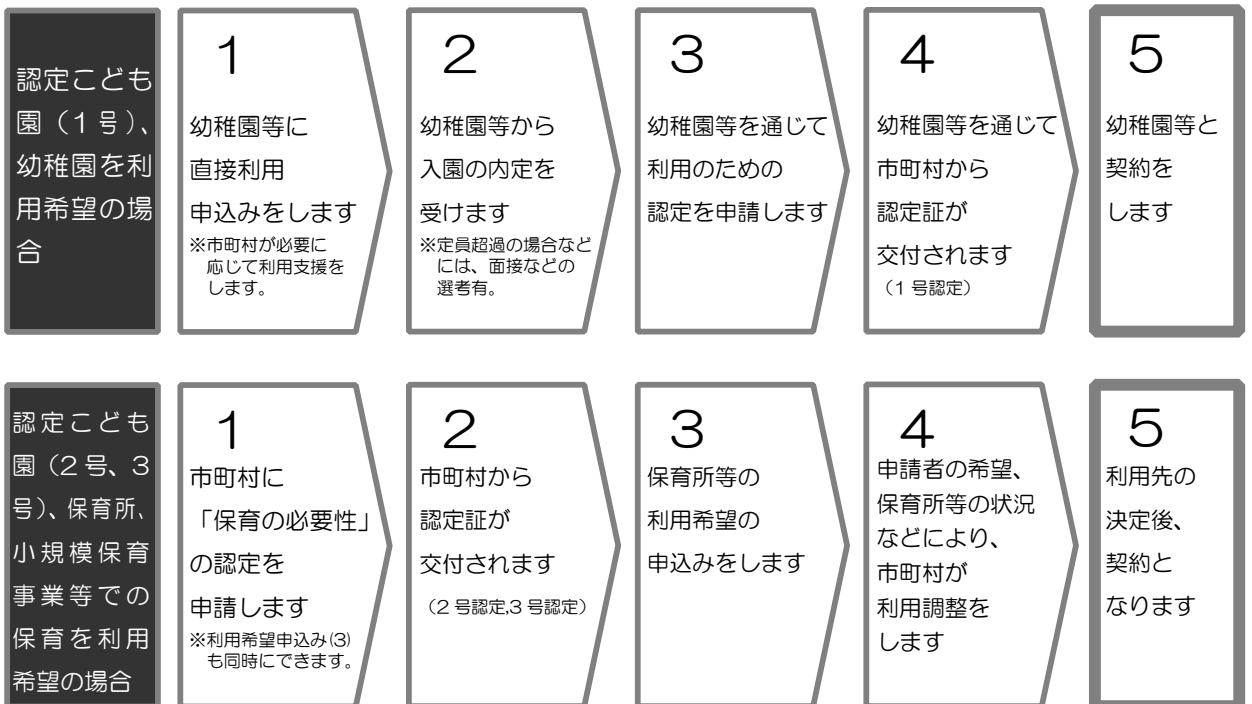 認定こども
園（1号）、
幼稚園を利
用希望の場
合
1
幼稚園等に
直接利用
申込みをします
※市町村が必要に
応じて利用支援を
します。
2
幼稚園等から
入園の内定を
受けます
※定員超過の場合など
には、面接などの
選考有。
3
幼稚園等を通じて
利用のための
認定を申請します
4
幼稚園等を通じて
市町村から
認定証が
交付されます
（1号認定）
5
幼稚園等と
契約を
します
認定こども
園（2号、3
号）、保育所、
小規模保育
事業等での
保育を利用
希望の場合
1
市町村に
「保育の必要性」
の認定を
申請します
※利用希望申込み(3)
も同時にできます。
2
市町村から
認定証が
交付されます
（2号認定,3号認定）
3
保育所等の
利用希望の
申込みをします
4
申請者の希望、
保育所等の状況
などにより、
市町村が
利用調整を
します
5
利用先の
決定後、
契約と
なります